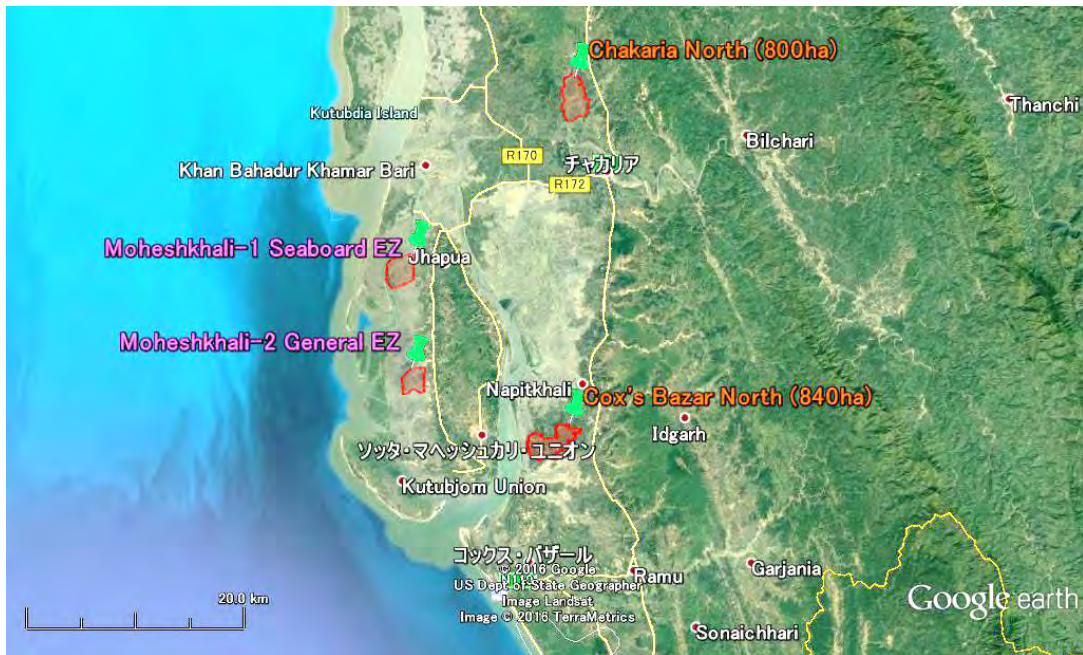 Chakaria North (800ha)
Thanchi
Kutubdia Island
Bilchari
R170
チャカリア
Khan Bahadur Khamar Bari
R172
Moheshkhali-1 Seaboard EZ
Jhapua
Moheshkhali-2 General EZ
Napitkhali
Cox's Bazar North (840ha)
Idgarh
ソッタ・マヘッシュカリ・ユニオン
Kutubjom Union
コックス・バザール
© 2016 Google
US Dept of State Geographer
Image Landsat
Image © 2016 TerraMetrics
Ramu
Garjania
20.0 km
Google earth
Sonaichhari